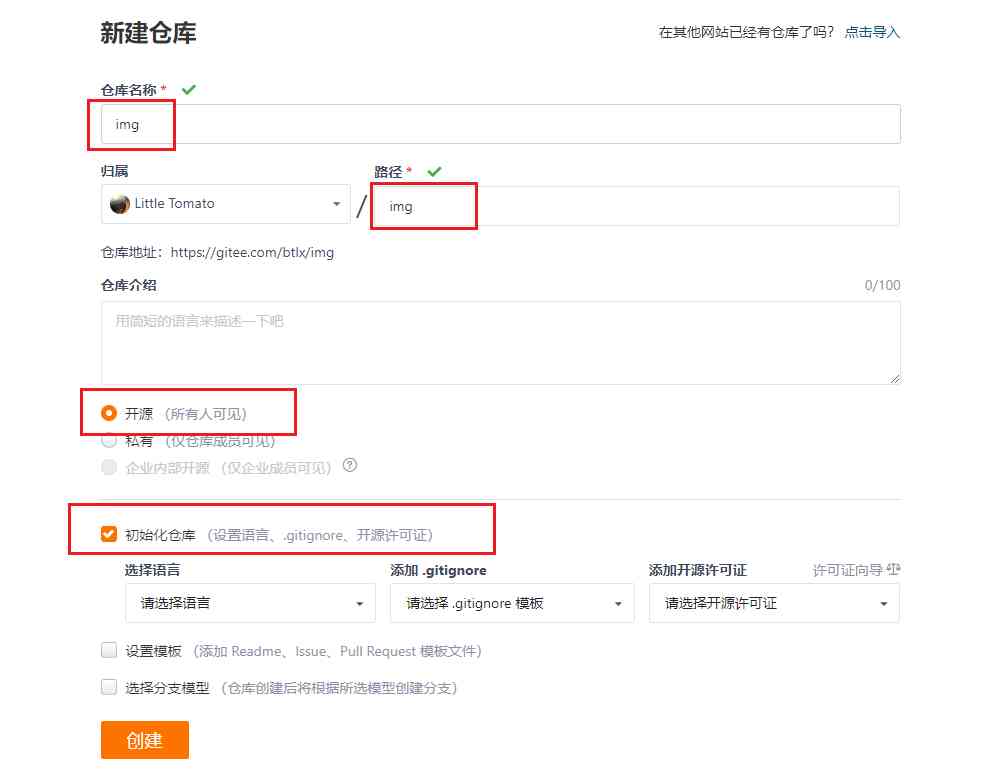 新建仓库
在其他网站已经有仓库了吗? 点击导入
仓库名称 *
img
归属
路径 *
Little Tomato / img
仓库地址: https://gitee.com/btlx/img
仓库介绍 0/100
用简短的语言来描述一下吧
开源 (所有人可见)
私有 (仅仓库成员可见)
企业内部开源 (仅企业成员可见) ?
初始化仓库 (设置语言、.gitignore、开源许可证)
选择语言 添加 .gitignore 添加开源许可证 许可证向导
请选择语言 请选择 .gitignore 模板 请选择开源许可证
设置模板 (添加 Readme、Issue、Pull Request 模板文件)
选择分支模型 (仓库创建后将根据所选模型创建分支)
创建